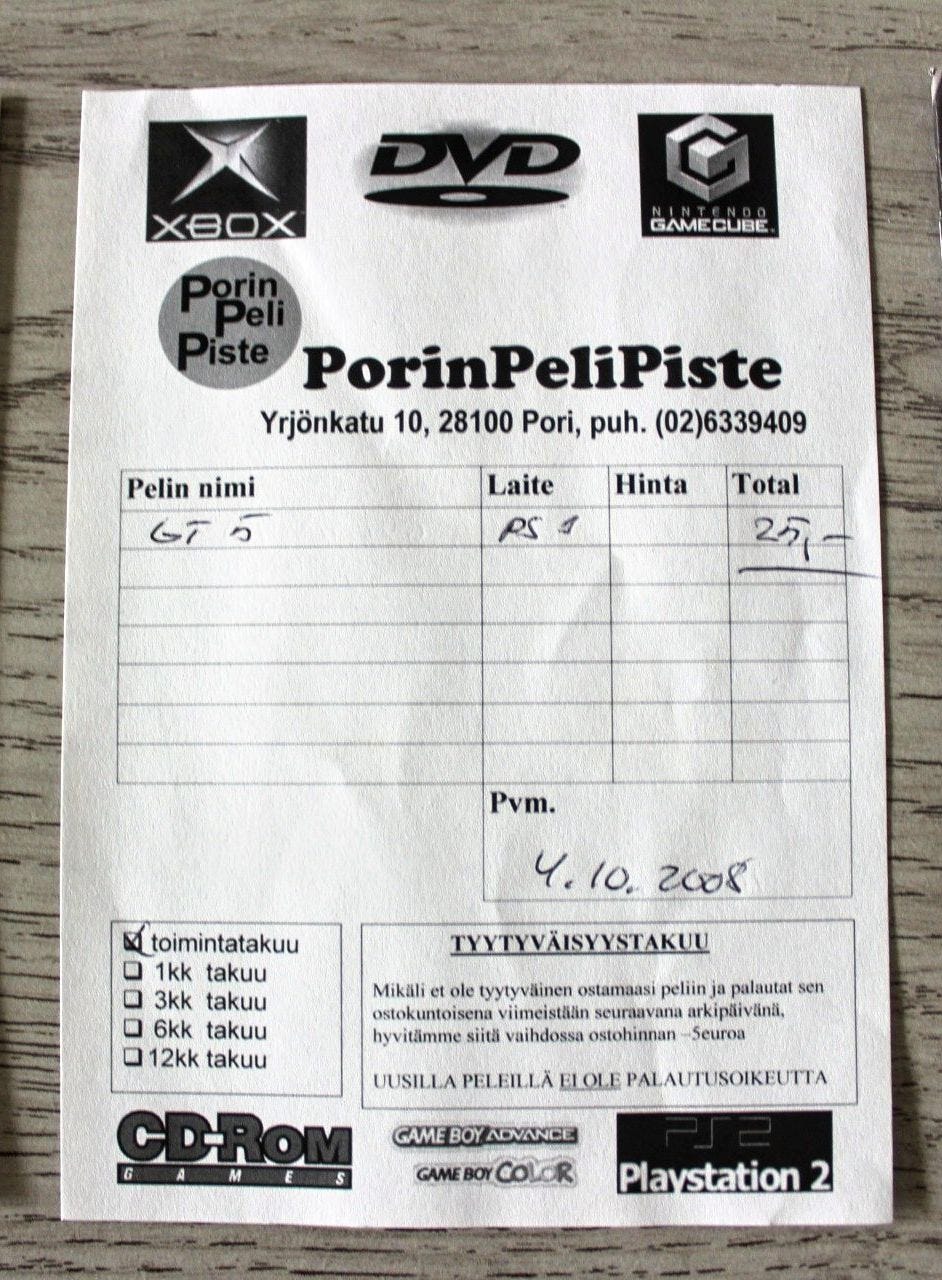 XBOX
DVD
NINTENDO
GAMECUBE
Porin
Peli
Piste
PorinPeliPiste
Yrjönkatu 10, 28100 Pori, puh. (02)6339409
Pelin nimi Laite Hinta Total
GT 5 PS 1 25,-
Pvm.
4.10.2008
toimintatakuu
1kk takuu
3kk takuu
6kk takuu
12kk takuu
TYYTYVÄISYYSTAKUU
Mikäli et ole tyytyväinen ostamaasi peliin ja palautat sen
ostokuntoisena viimeistään seuraavana arkipäivänä,
hyvitämme siitä vaihdossa ostohinnan –5euroa
UUSILLA PELEILLÄ EI OLE PALAUTUSOIKEUTTA
CD-ROM
GAMES
GAME BOY ADVANCE
GAME BOY COLOR
PS2
Playstation 2